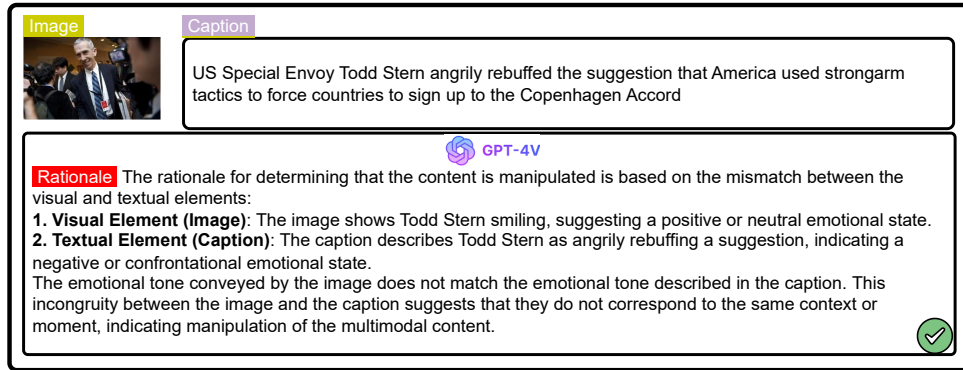 Image
Caption
US Special Envoy Todd Stern angrily rebuffed the suggestion that America used strongarm
tactics to force countries to sign up to the Copenhagen Accord
GPT-4V
Rationale The rationale for determining that the content is manipulated is based on the mismatch between the
visual and textual elements:
1. Visual Element (Image): The image shows Todd Stern smiling, suggesting a positive or neutral emotional state.
2. Textual Element (Caption): The caption describes Todd Stern as angrily rebuffing a suggestion, indicating a
negative or confrontational emotional state.
The emotional tone conveyed by the image does not match the emotional tone described in the caption. This
incongruity between the image and the caption suggests that they do not correspond to the same context or
moment, indicating manipulation of the multimodal content.